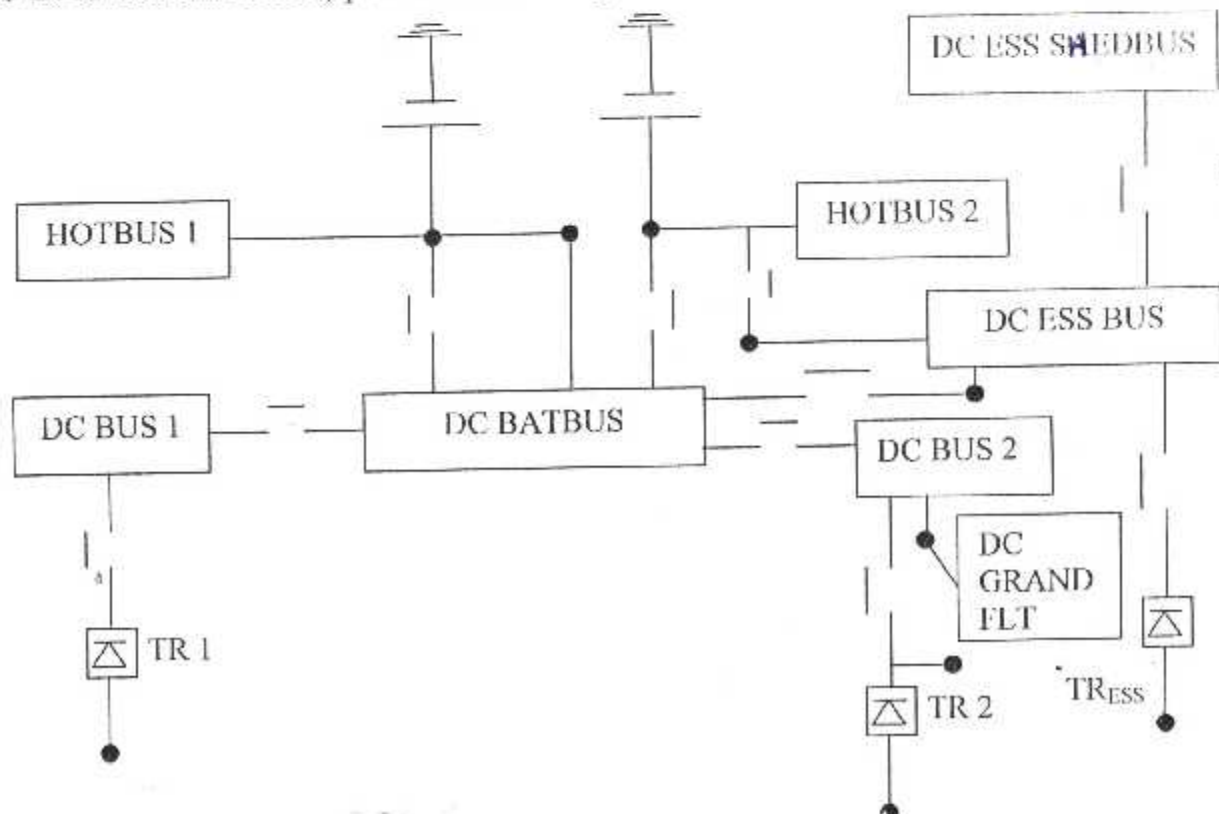 DC ESS SHEDBUS
HOTBUS 1
HOTBUS 2
DC ESS BUS
DC BUS 1
DC BATBUS
DC BUS 2
DC
GRAND
FLT
TR 1
TR 2
TRESS